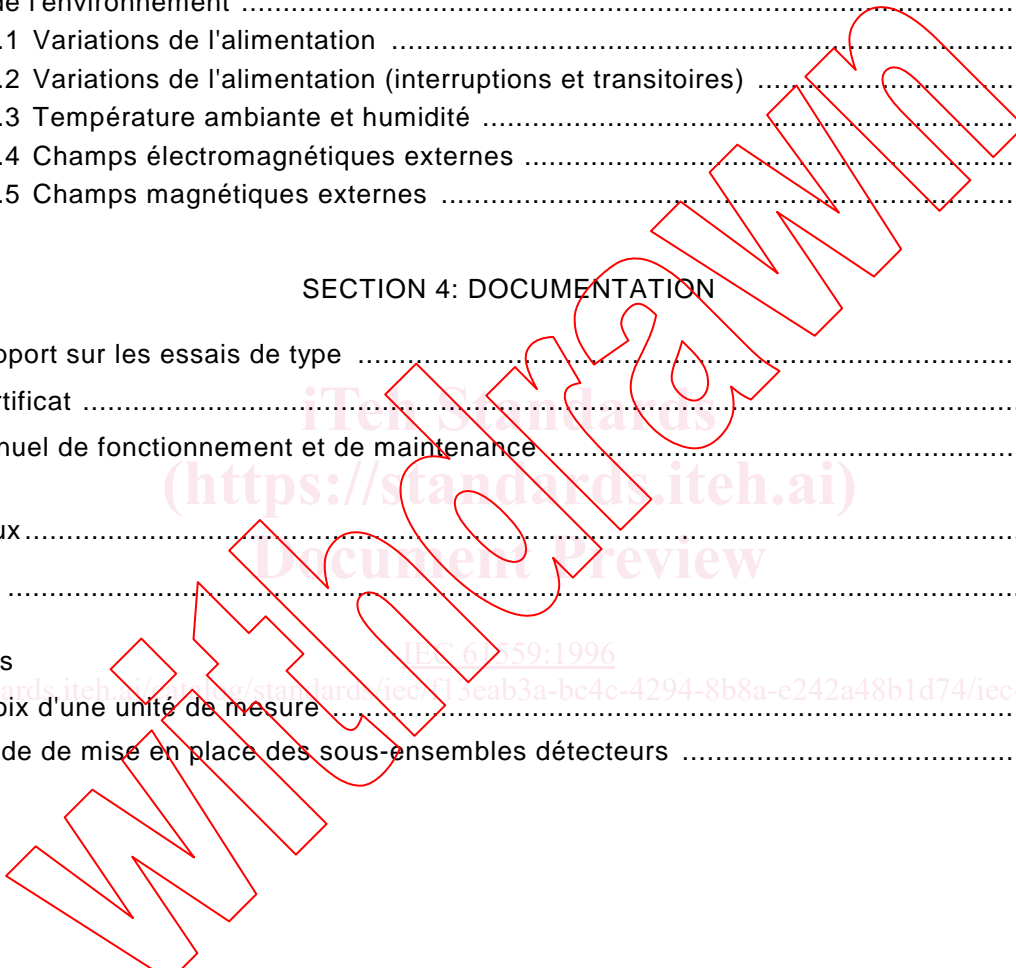 de l'environnement ...
.1 Variations de l'alimentation ...
.2 Variations de l'alimentation (interruptions et transitoires) ...
.3 Température ambiante et humidité ...
.4 Champs électromagnétiques externes ...
.5 Champs magnétiques externes ...
SECTION 4: DOCUMENTATION
pport sur les essais de type ...
rtificat ...
iTeh Standards
nuel de fonctionnement et de maintenance ...
(https://standards.iteh.ai)
ux ...
Document Preview
...
IEC 61559:1996
s
ards.iteh.ai/catalog/standards/iec/f13eab3a-bc4c-4294-8b8a-e242a48b1d74/iec-
oix d'une unité de mesure ...
de de mise en place des sous-ensembles détecteurs ...
withdrawn